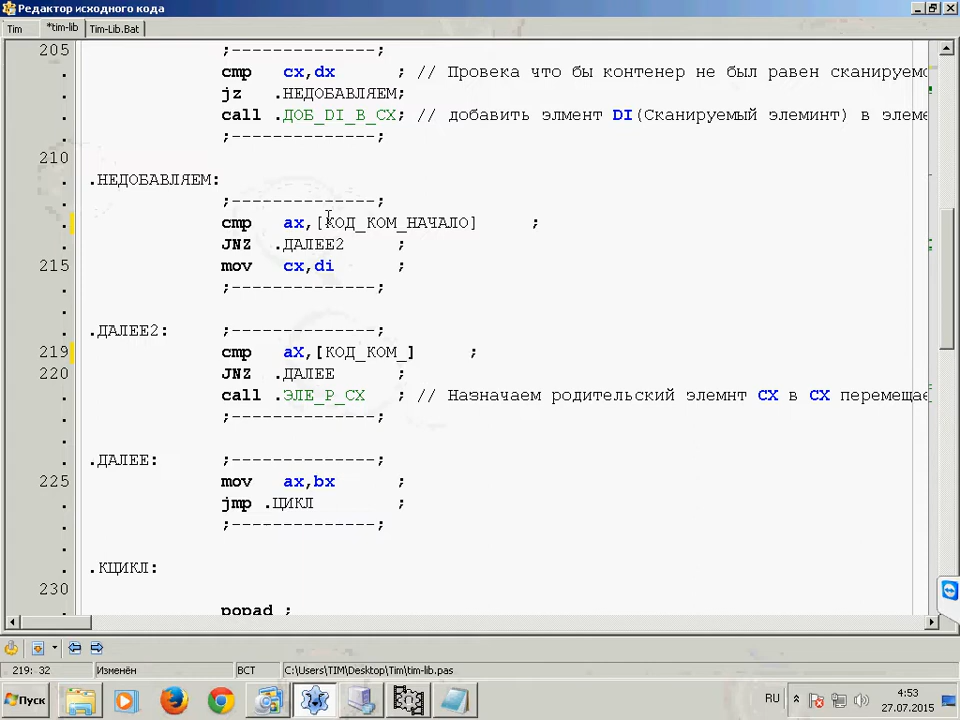 Редактор исходного кода
Tim *tim-lib Tim-Lib.Bat
205 ;--------------;
. cmp cx,dx ; // Провека что бы контенер не был равен сканируемо
. jz .НЕДОБАВЛЯЕМ;
. call .ДОБ_DI_В_CX; // добавить элмент DI(Сканируемый элеминт) в элеме
. ;--------------;
210
. .НЕДОБАВЛЯЕМ:
. ;--------------;
. cmp ax,[КОД_КОМ_НАЧАЛО] ;
. JNZ .ДАЛЕЕ2 ;
215 mov cx,di ;
. ;--------------;
.
. .ДАЛЕЕ2: ;--------------;
219 cmp aX,[КОД_КОМ_] ;
220 JNZ .ДАЛЕЕ ;
. call .ЭЛЕ_Р_СХ ; // Назначаем родительский элемнт CX в CX перемещае
. ;--------------;
.
. .ДАЛЕЕ: ;--------------;
225 mov ax,bx ;
. jmp .ЦИКЛ ;
. ;--------------;
.
. .КЦИКЛ:
230
. popad ;
219: 32 Изменён ВСТ C:\Users\TIM\Desktop\Tim\tim-lib.pas
Пуск RU 4:53
27.07.2015